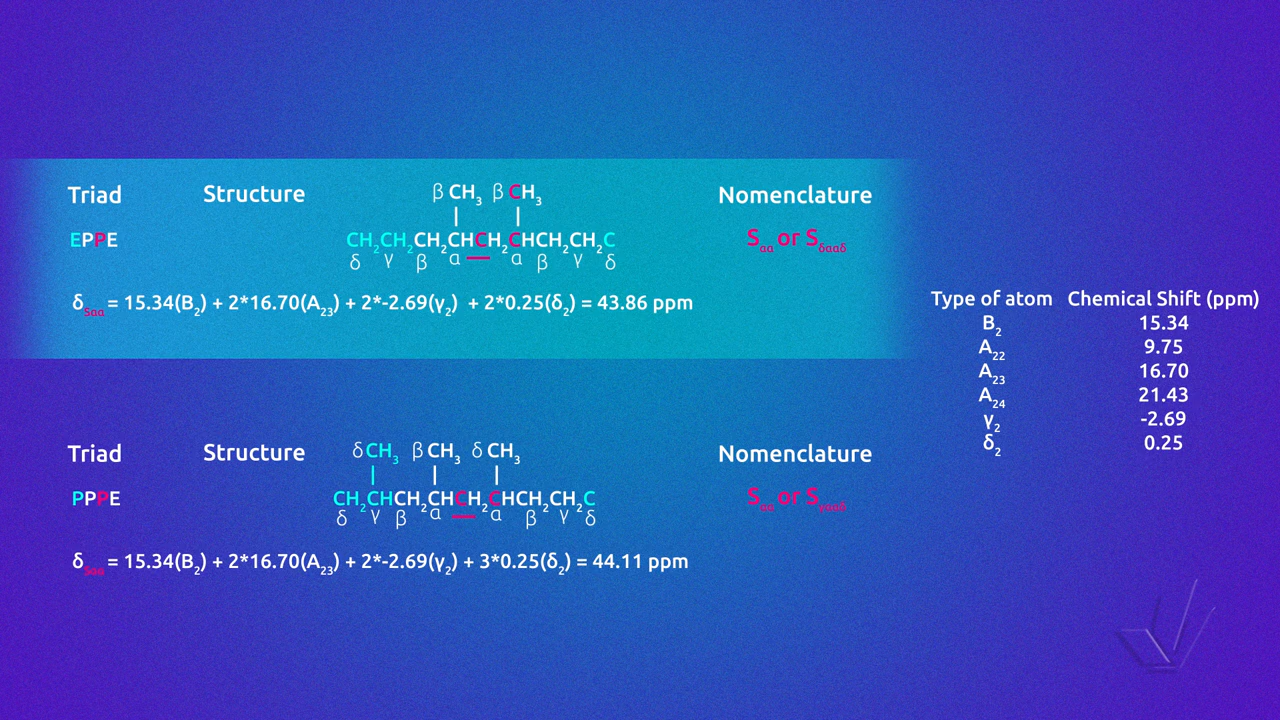 Triad Structure Nomenclature
β CH₃ β CH₃
EPPE CH₂CH₂CH₂CHCH₂CHCH₂CH₂CH₂C Sαα or Sδααδ
δ γ β α α β γ δ
δSαα = 15.34(B₂) + 2*16.70(A₂₃) + 2*-2.69(γ₂) + 2*0.25(δ₂) = 43.86 ppm
Type of atom Chemical Shift (ppm)
B₂ 15.34
A₂₂ 9.75
A₂₃ 16.70
A₂₄ 21.43
γ₂ -2.69
δ₂ 0.25
Triad Structure Nomenclature
δ CH₃ β CH₃ δ CH₃
PPPE CH₂CHCH₂CHCH₂CHCH₂CH₂CH₂C Sαα or
δ γ β α α β γ δ
δSαα = 15.34(B₂) + 2*16.70(A₂₃) + 2*-2.69(γ₂) + 3*0.25(δ₂) = 44.11 ppm